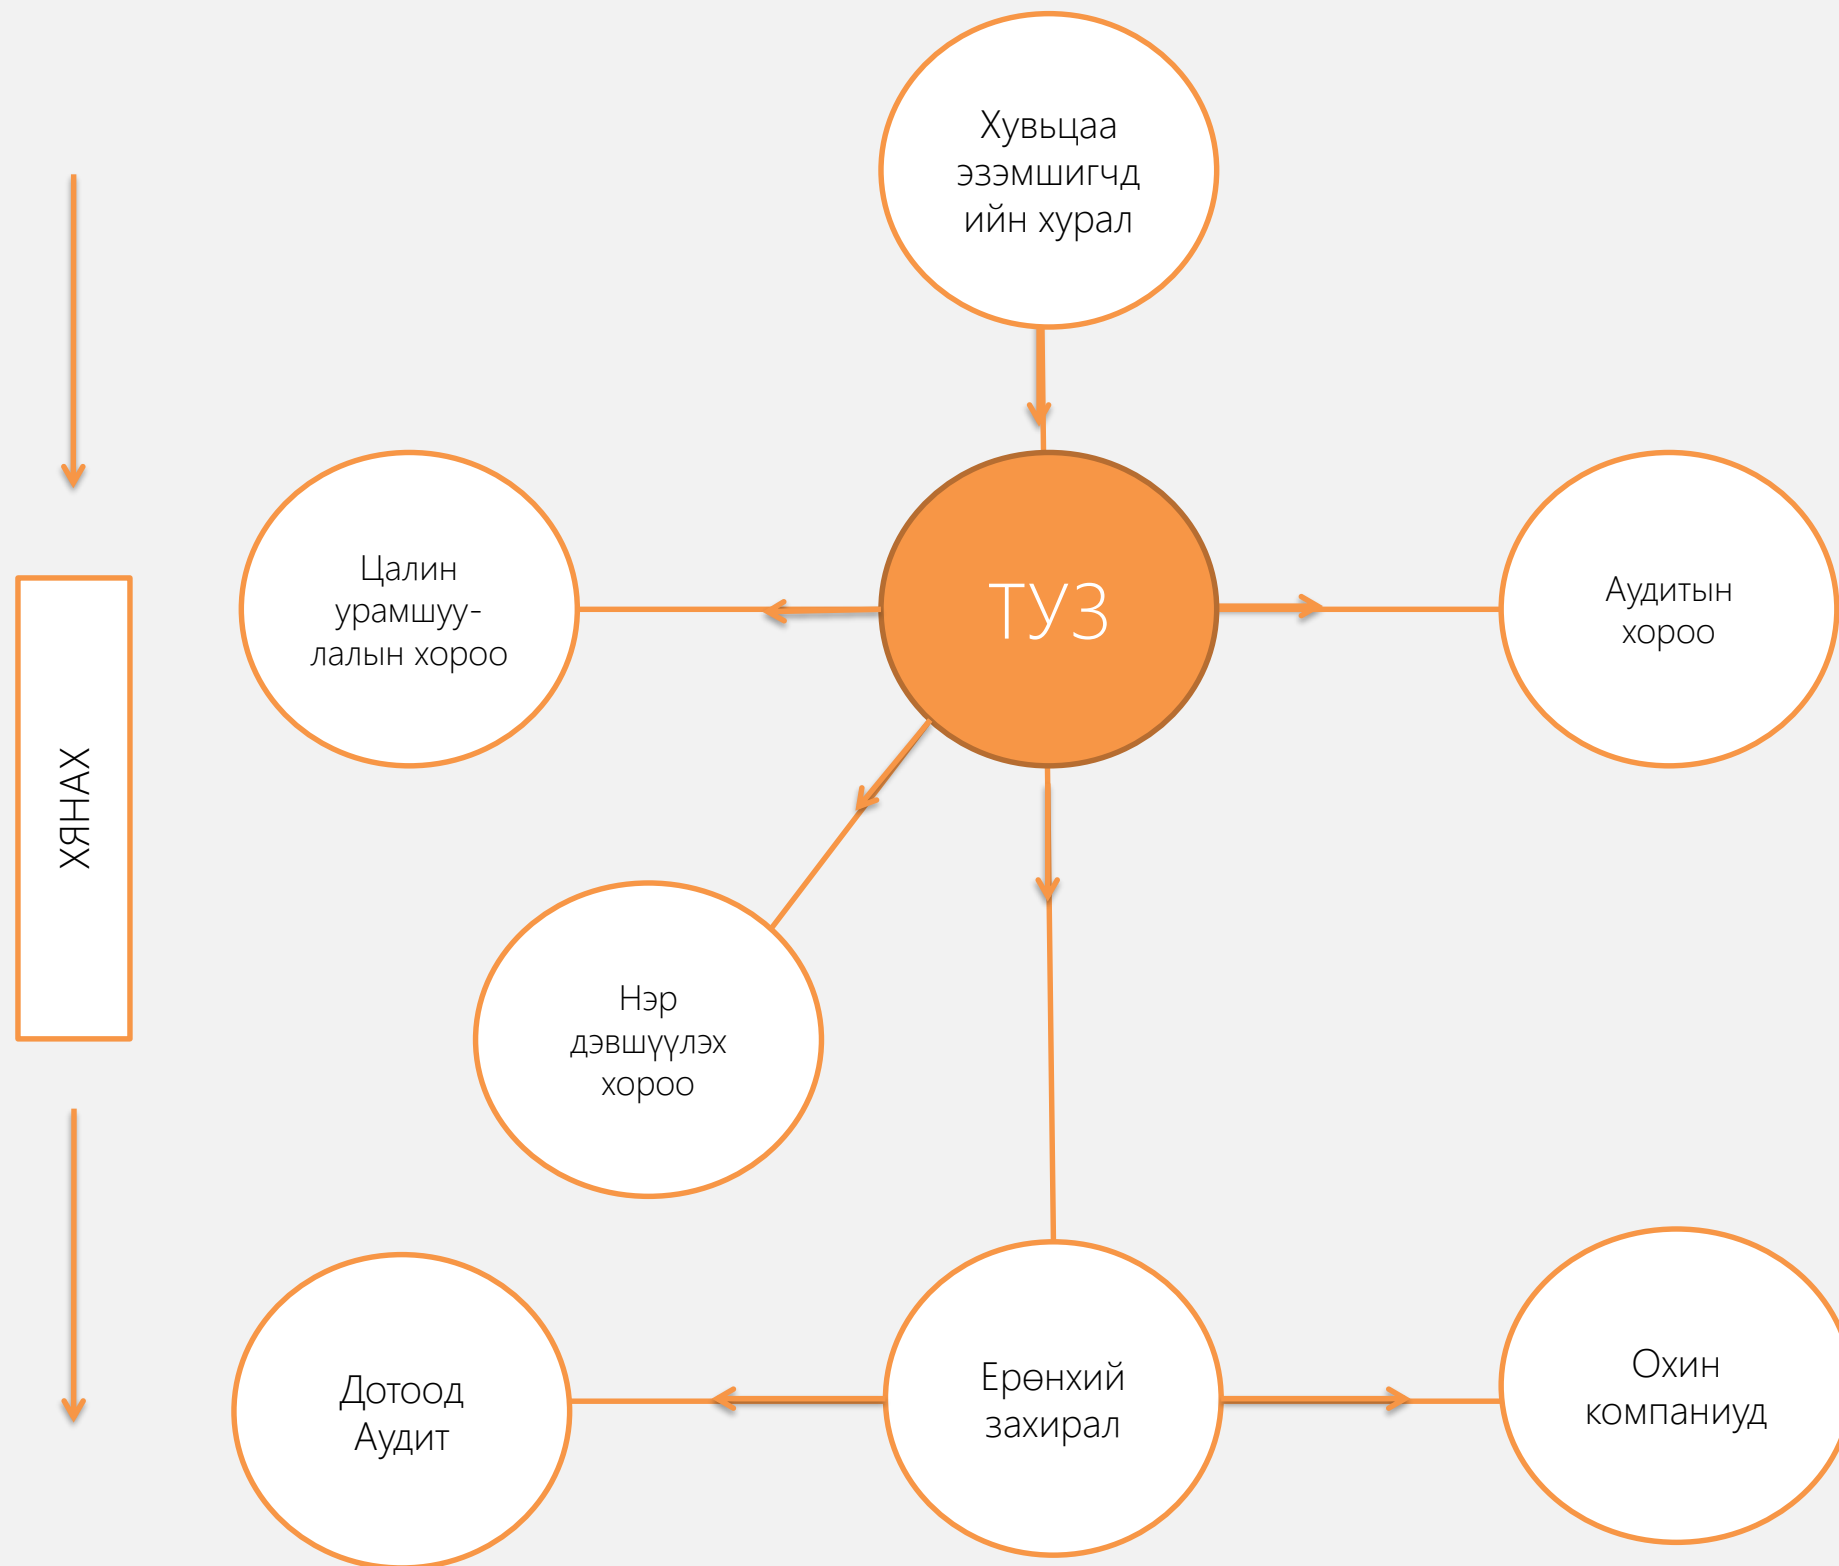 Хувьцаа
эзэмшигчд
ийн хурал
Цалин
урамшуу-
лалын хороо
ТУЗ
Аудитын
хороо
ХЯНАХ
Нэр
дэвшүүлэх
хороо
Дотоод
Аудит
Ерөнхий
захирал
Охин
компаниуд